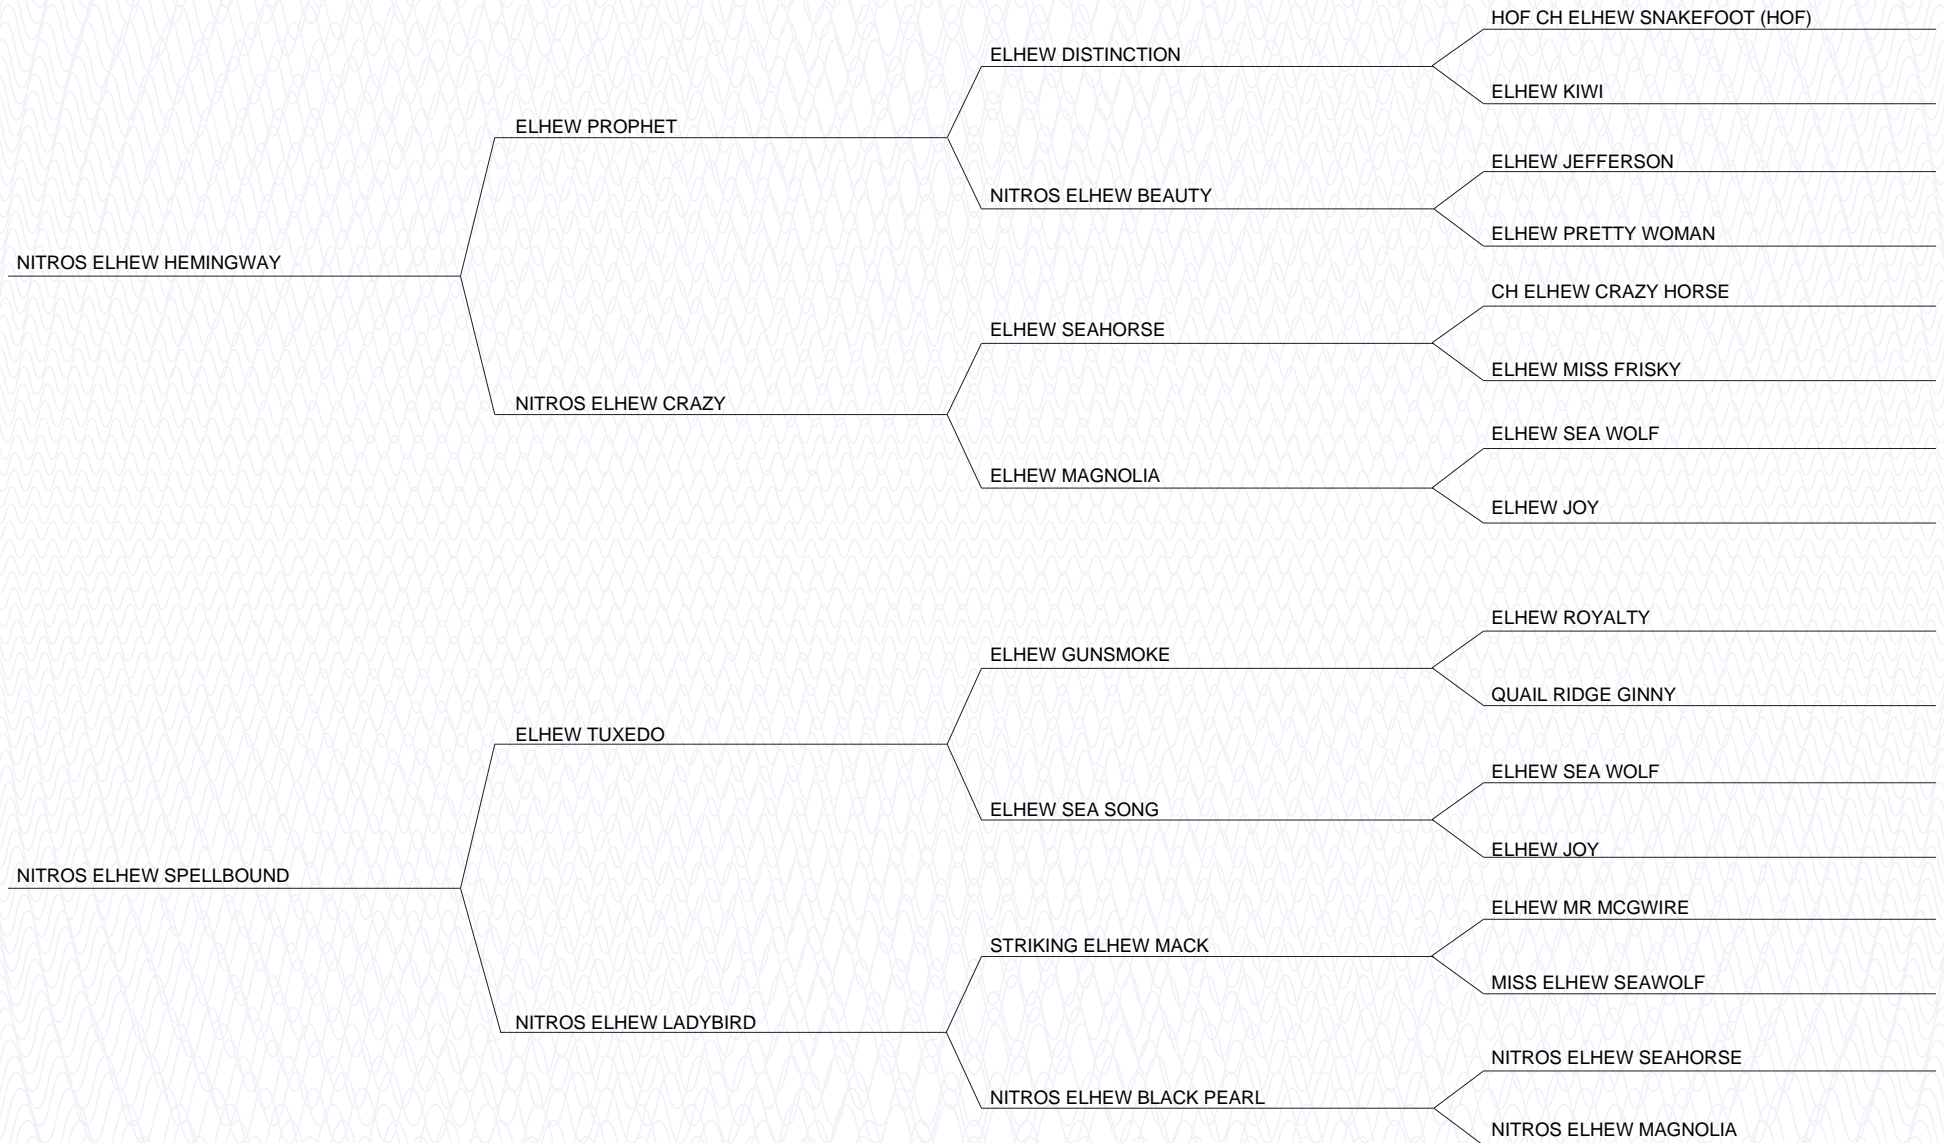 HOF CH ELHEW SNAKEFOOT (HOF)
ELHEW DISTINCTION
ELHEW KIWI
ELHEW PROPHET
ELHEW JEFFERSON
NITROS ELHEW BEAUTY
ELHEW PRETTY WOMAN
NITROS ELHEW HEMINGWAY
CH ELHEW CRAZY HORSE
ELHEW SEAHORSE
ELHEW MISS FRISKY
NITROS ELHEW CRAZY
ELHEW SEA WOLF
ELHEW MAGNOLIA
ELHEW JOY
ELHEW ROYALTY
ELHEW GUNSMOKE
QUAIL RIDGE GINNY
ELHEW TUXEDO
ELHEW SEA WOLF
ELHEW SEA SONG
ELHEW JOY
NITROS ELHEW SPELLBOUND
ELHEW MR MCGWIRE
STRIKING ELHEW MACK
MISS ELHEW SEAWOLF
NITROS ELHEW LADYBIRD
NITROS ELHEW SEAHORSE
NITROS ELHEW BLACK PEARL
NITROS ELHEW MAGNOLIA